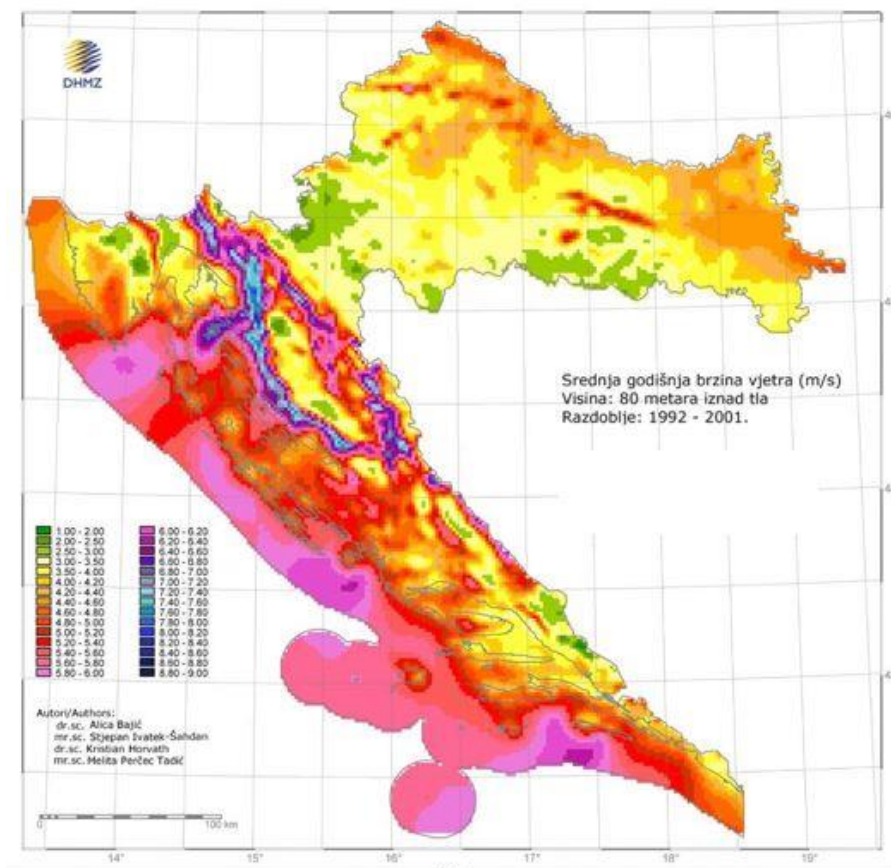 DHMZ
Srednja godišnja brzina vjetra (m/s)
Visina: 80 metara iznad tla
Razdoblje: 1992 - 2001.
1.00 - 2.00 6.00 - 6.20
2.00 - 2.50 6.20 - 6.40
2.50 - 3.00 6.40 - 6.60
3.00 - 3.50 6.60 - 6.80
3.50 - 4.00 6.80 - 7.00
4.00 - 4.20 7.00 - 7.20
4.20 - 4.40 7.20 - 7.40
4.40 - 4.60 7.40 - 7.60
4.60 - 4.80 7.60 - 7.80
4.80 - 5.00 7.80 - 8.00
5.00 - 5.20 8.00 - 8.20
5.20 - 5.40 8.20 - 8.40
5.40 - 5.60 8.40 - 8.60
5.60 - 5.80 8.60 - 8.80
5.80 - 6.00 8.80 - 9.00
Autori/Authors:
dr.sc. Alica Bajić
mr.sc. Stjepan Ivatek-Šahdan
dr.sc. Kristian Horvath
mr.sc. Melita Perčec Tadić
0 100 km
14° 15° 16° 17° 18° 19°